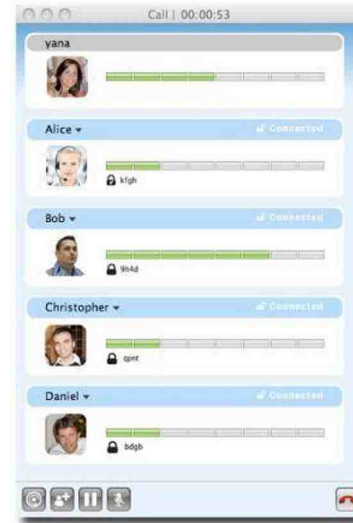 Call | 00:00:53
yana
Alice
Connected
kfgh
Bob
Connected
9h4d
Christopher
Connected
qpnt
Daniel
Connected
bdgb